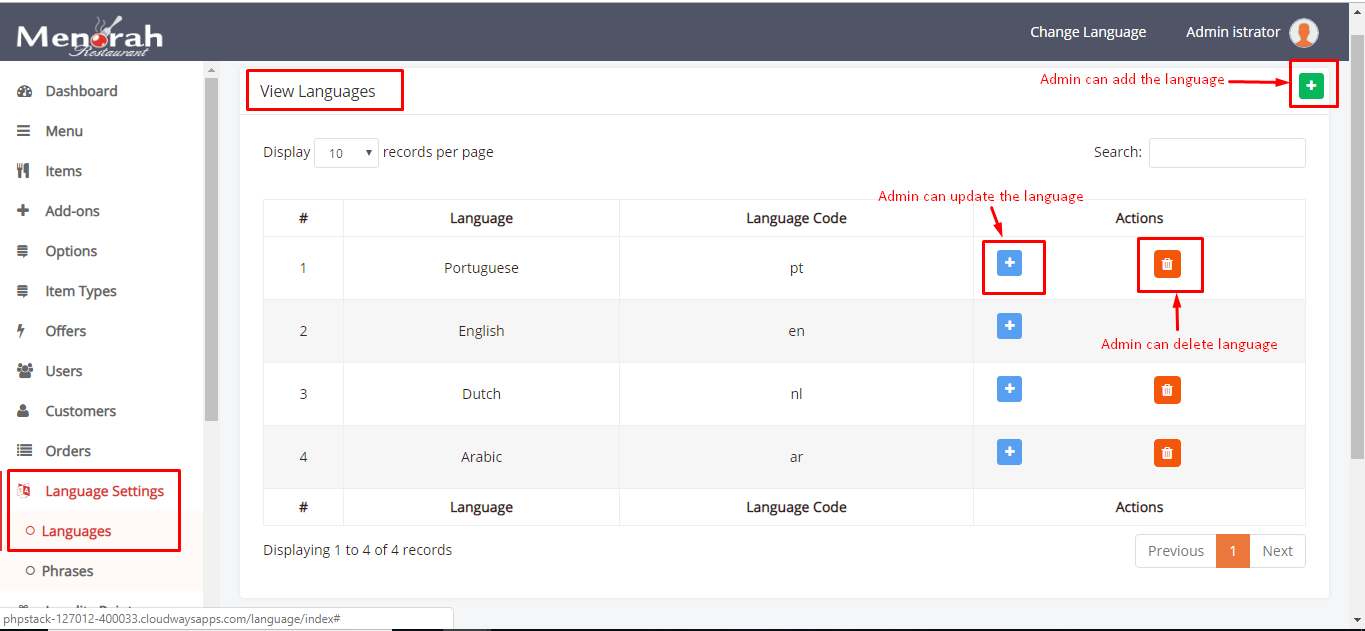 Menorah
Restaurant
Change Language
Admin istrator
Dashboard
Menu
Items
Add-ons
Options
Item Types
Offers
Users
Customers
Orders
Language Settings
Languages
Phrases
View Languages
Admin can add the language
Display 10 records per page
Search:
Admin can update the language
# Language Language Code Actions
1 Portuguese pt
2 English en
Admin can delete language
3 Dutch nl
4 Arabic ar
# Language Language Code Actions
Displaying 1 to 4 of 4 records
Previous 1 Next
phpstack-127012-400033.cloudwaysapps.com/language/index#